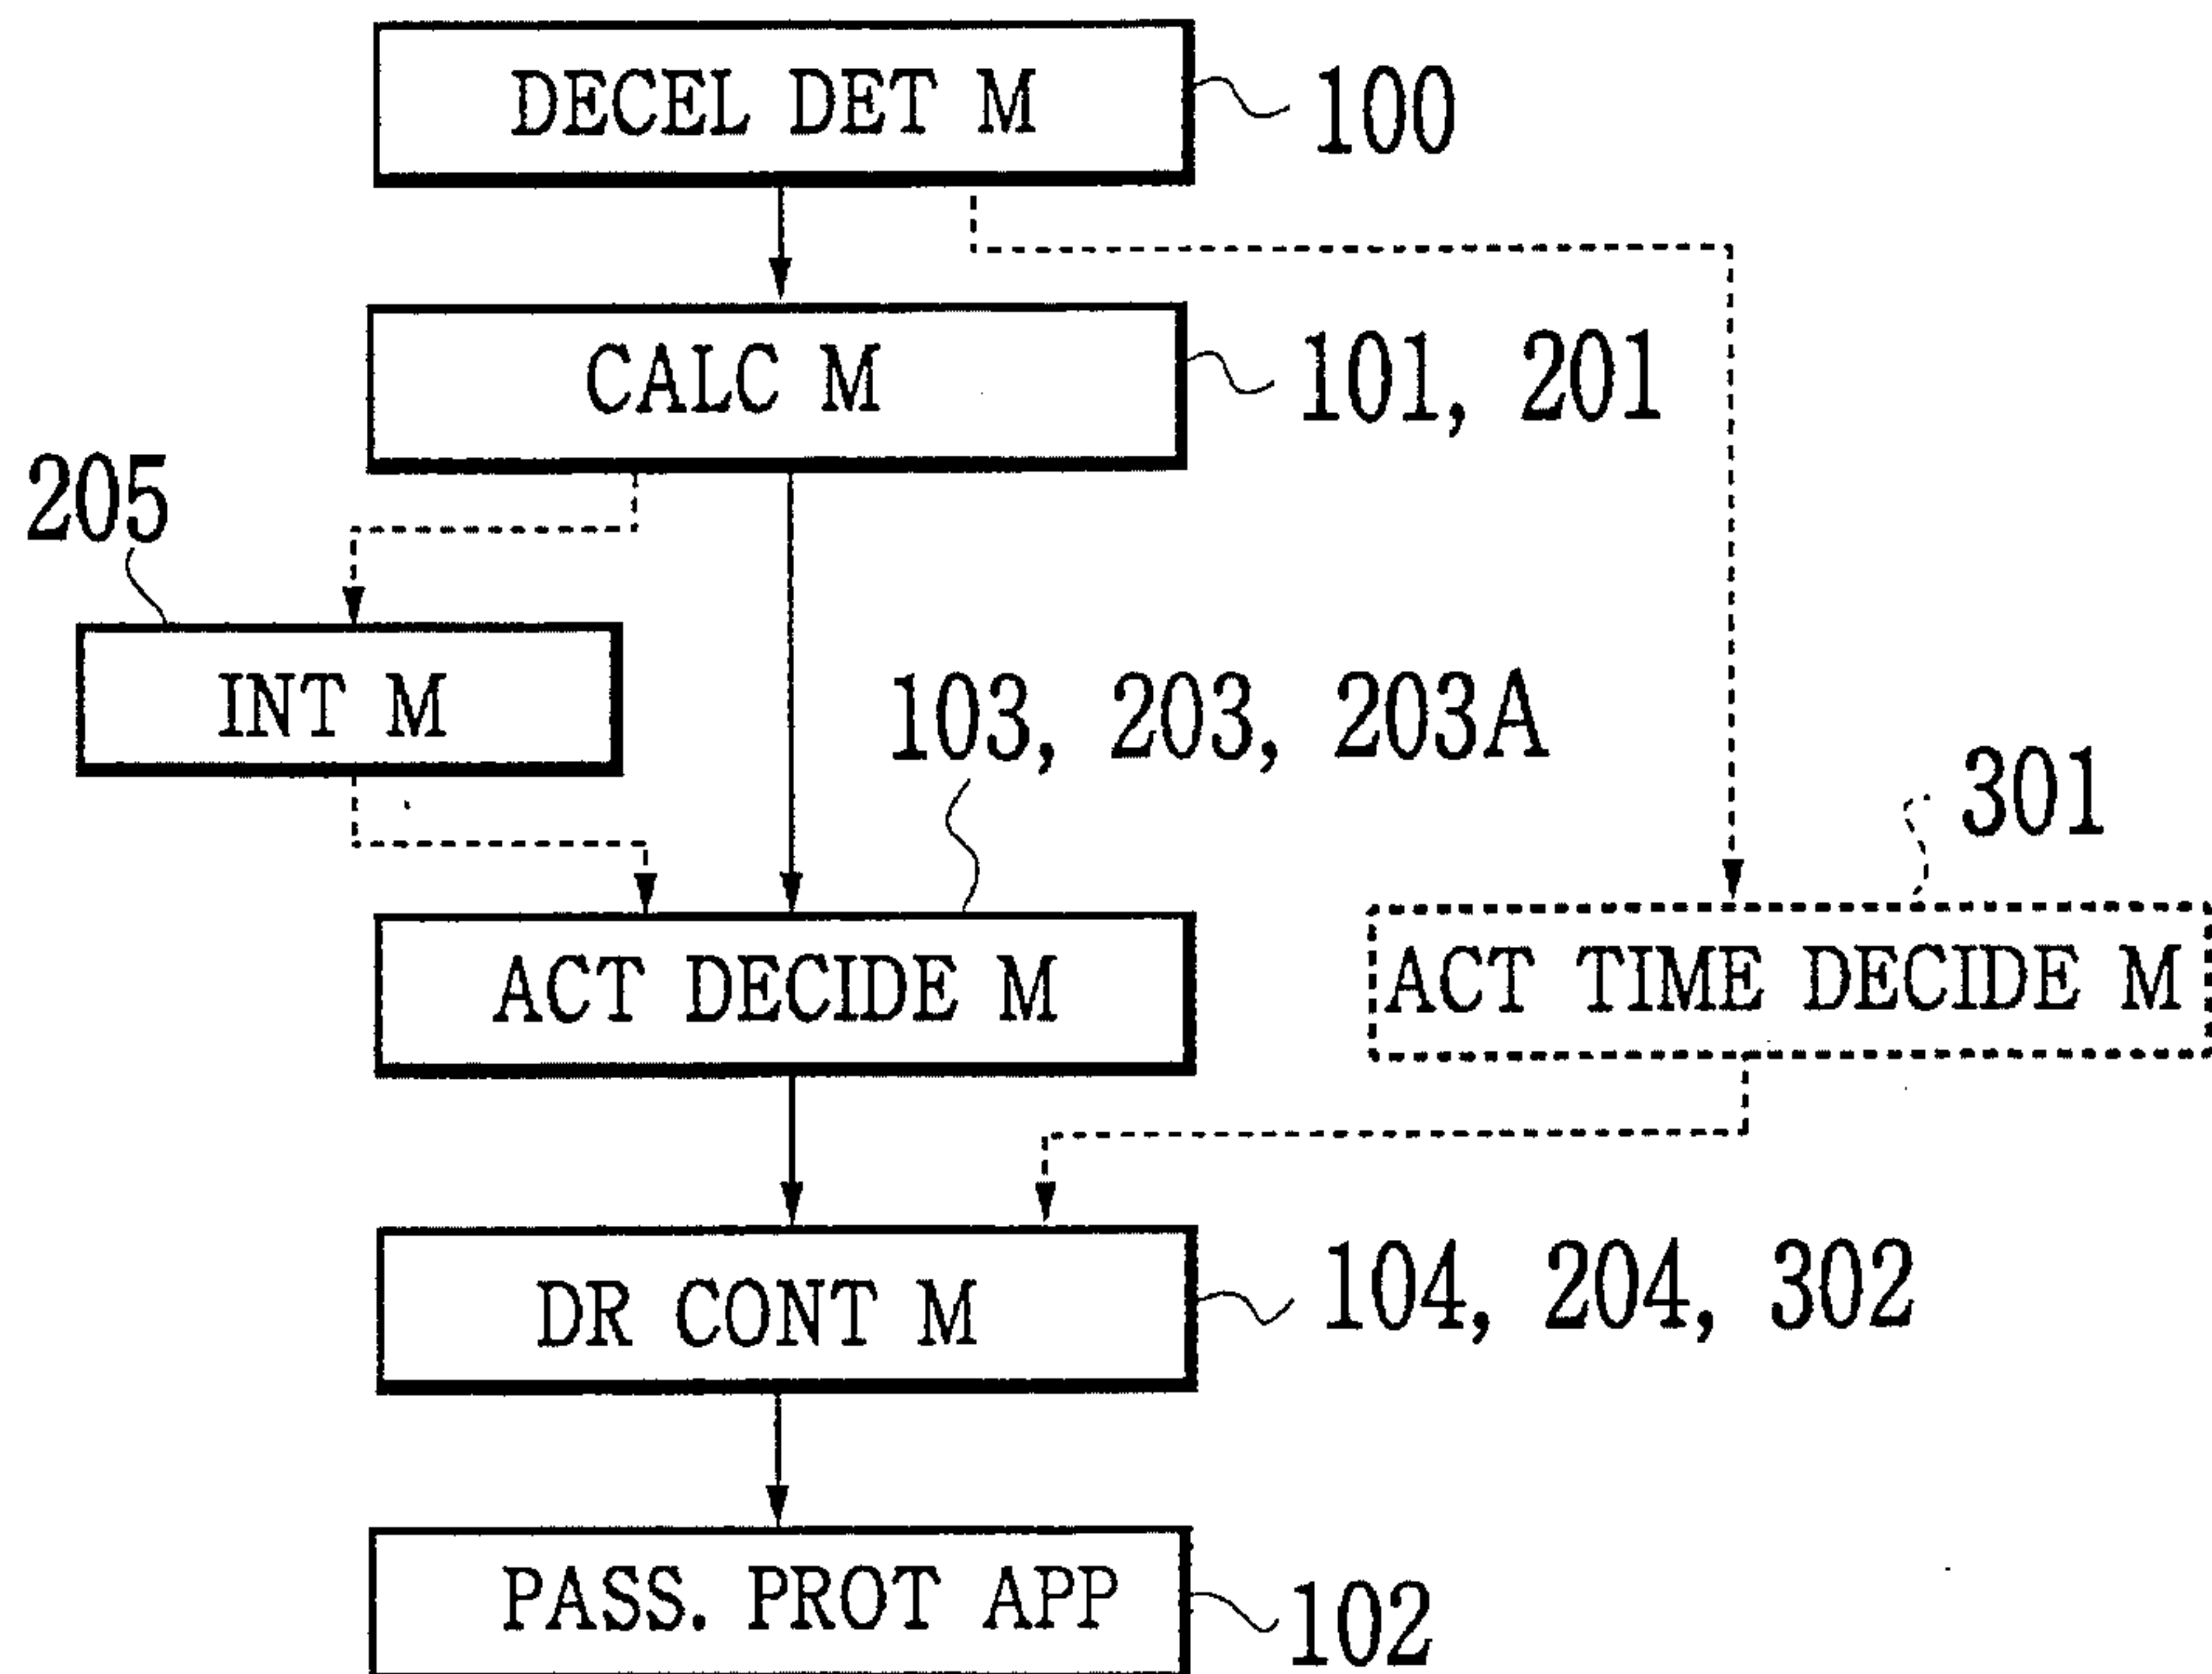 DECEL DET M
100
CALC M
101, 201
205
INT M
103, 203, 203A
301
ACT DECIDE M
ACT TIME DECIDE M
DR CONT M
104, 204, 302
PASS. PROT APP
102